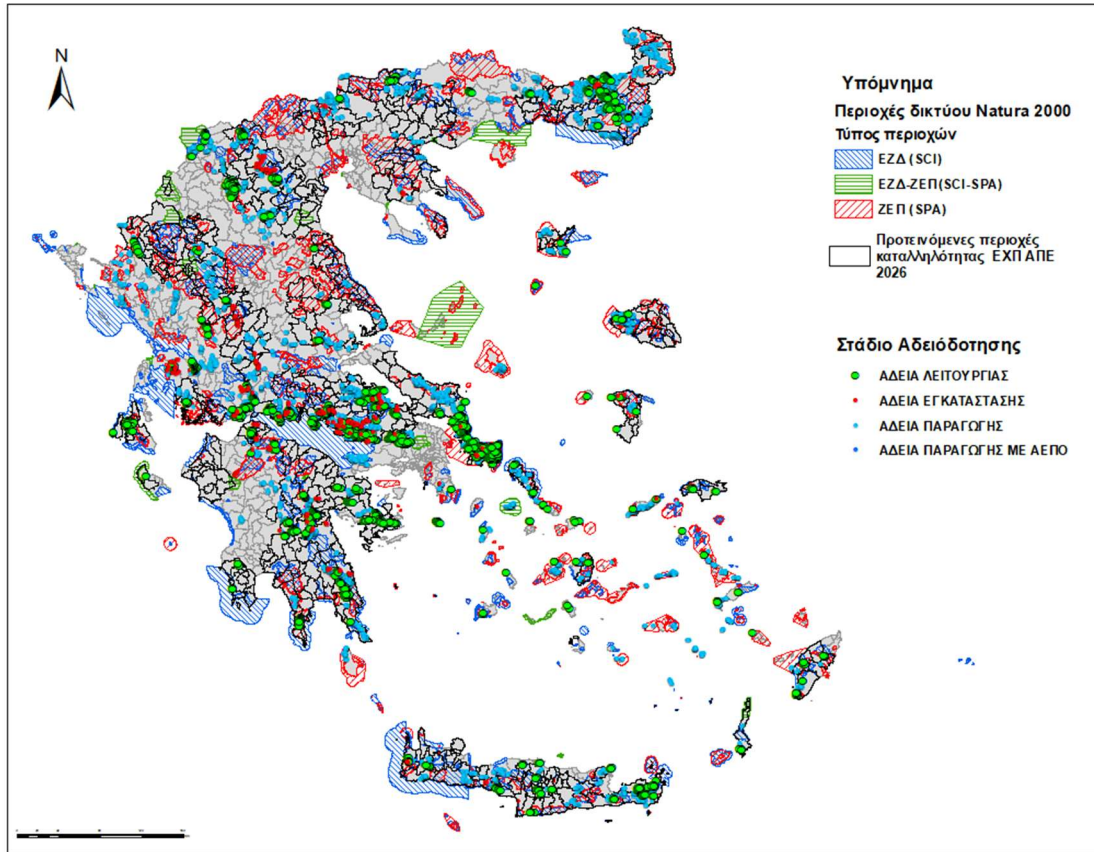 N
Υπόμνημα
Περιοχές δικτύου Natura 2000
Τύπος περιοχών
ΕΖΔ (SCI)
ΕΖΔ-ΖΕΠ(SCI-SPA)
ΖΕΠ (SPA)
Προτεινόμενες περιοχές
καταλληλότητας ΕΧΠ ΑΠΕ
2026
Στάδιο Αδειόδοτησης
ΑΔΕΙΑ ΛΕΙΤΟΥΡΓΙΑΣ
ΑΔΕΙΑ ΕΓΚΑΤΑΣΤΑΣΗΣ
ΑΔΕΙΑ ΠΑΡΑΓΩΓΗΣ
ΑΔΕΙΑ ΠΑΡΑΓΩΓΗΣ ΜΕ ΑΕΠΟ